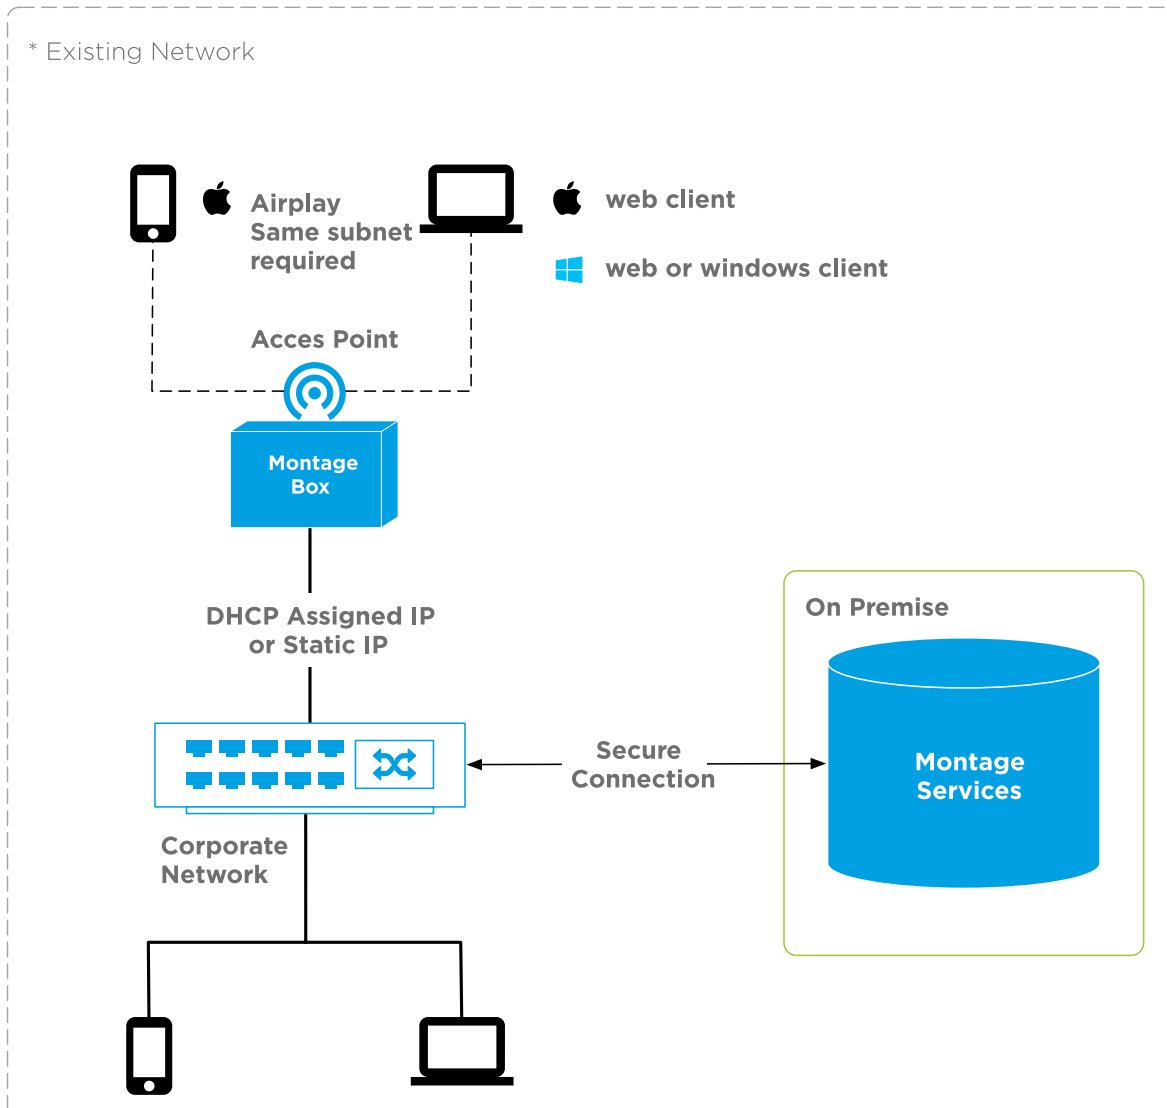 * Existing Network
Airplay
Same subnet
required
web client
web or windows client
Acces Point
Montage
Box
DHCP Assigned IP
or Static IP
On Premise
Secure
Connection
Montage
Services
Corporate
Network